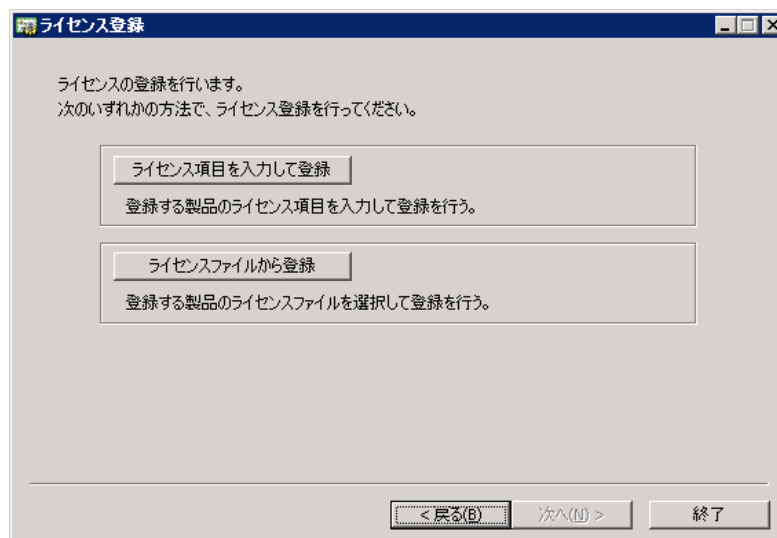 ライセンス登録
ライセンスの登録を行います。
次のいずれかの方法で、ライセンス登録を行ってください。
ライセンス項目を入力して登録
登録する製品のライセンス項目を入力して登録を行う。
ライセンスファイルから登録
登録する製品のライセンスファイルを選択して登録を行う。
< 戻る(B) 次へ(N) > 終了